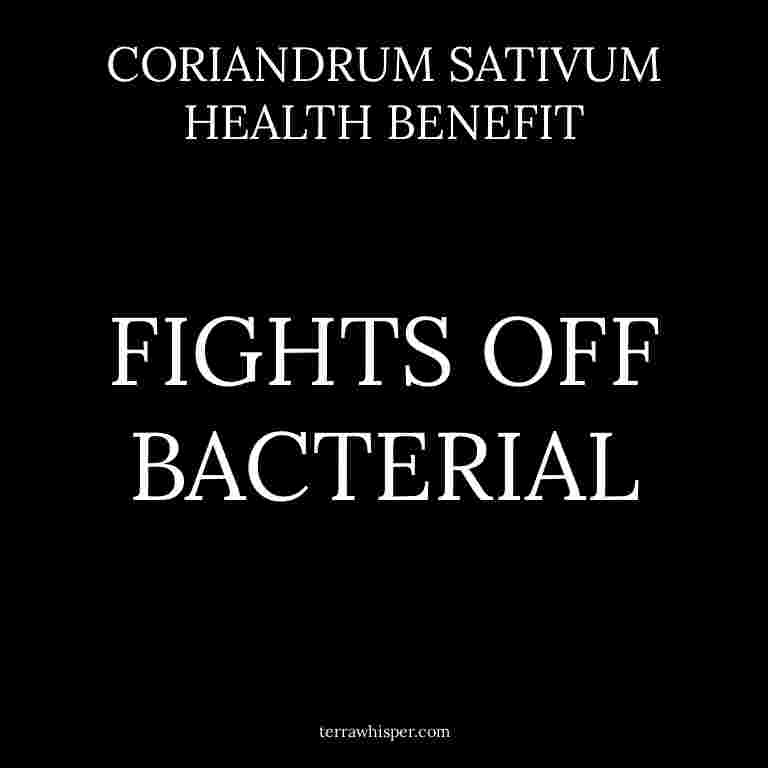 CORIANDRUM SATIVUM
HEALTH BENEFIT
FIGHTS OFF
BACTERIAL
terrawhisper.com